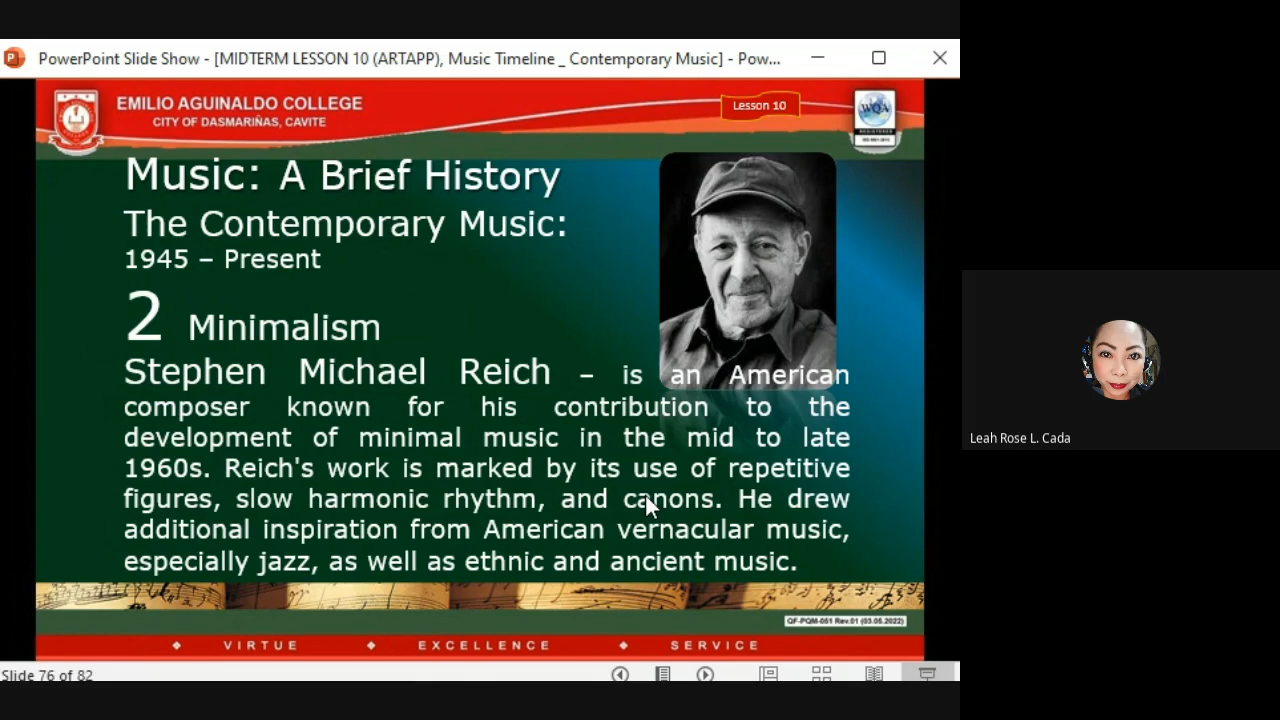 PowerPoint Slide Show - [MIDTERM LESSON 10 (ARTAPP), Music Timeline _ Contemporary Music] - Pow...
EMILIO AGUINALDO COLLEGE
CITY OF DASMARIÑAS, CAVITE
Lesson 10
WQA
REGISTERED
Music: A Brief History
The Contemporary Music:
1945 – Present
2 Minimalism
Stephen Michael Reich – is an American
composer known for his contribution to the
development of minimal music in the mid to late
1960s. Reich's work is marked by its use of repetitive
figures, slow harmonic rhythm, and canons. He drew
additional inspiration from American vernacular music,
especially jazz, as well as ethnic and ancient music.
QF-PQM-051 Rev.01 (03.05.2022)
VIRTUE EXCELLENCE SERVICE
Slide 76 of 82
Leah Rose L. Cada